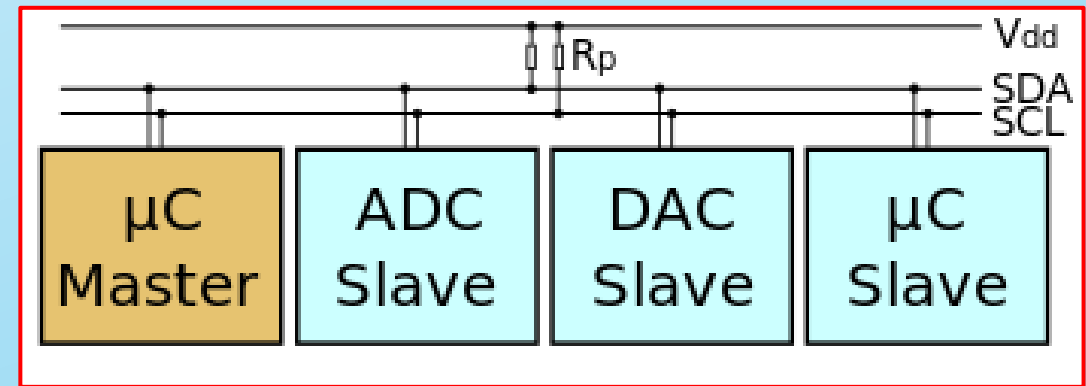 Vdd
Rp
SDA
SCL
µC
Master
ADC
Slave
DAC
Slave
µC
Slave